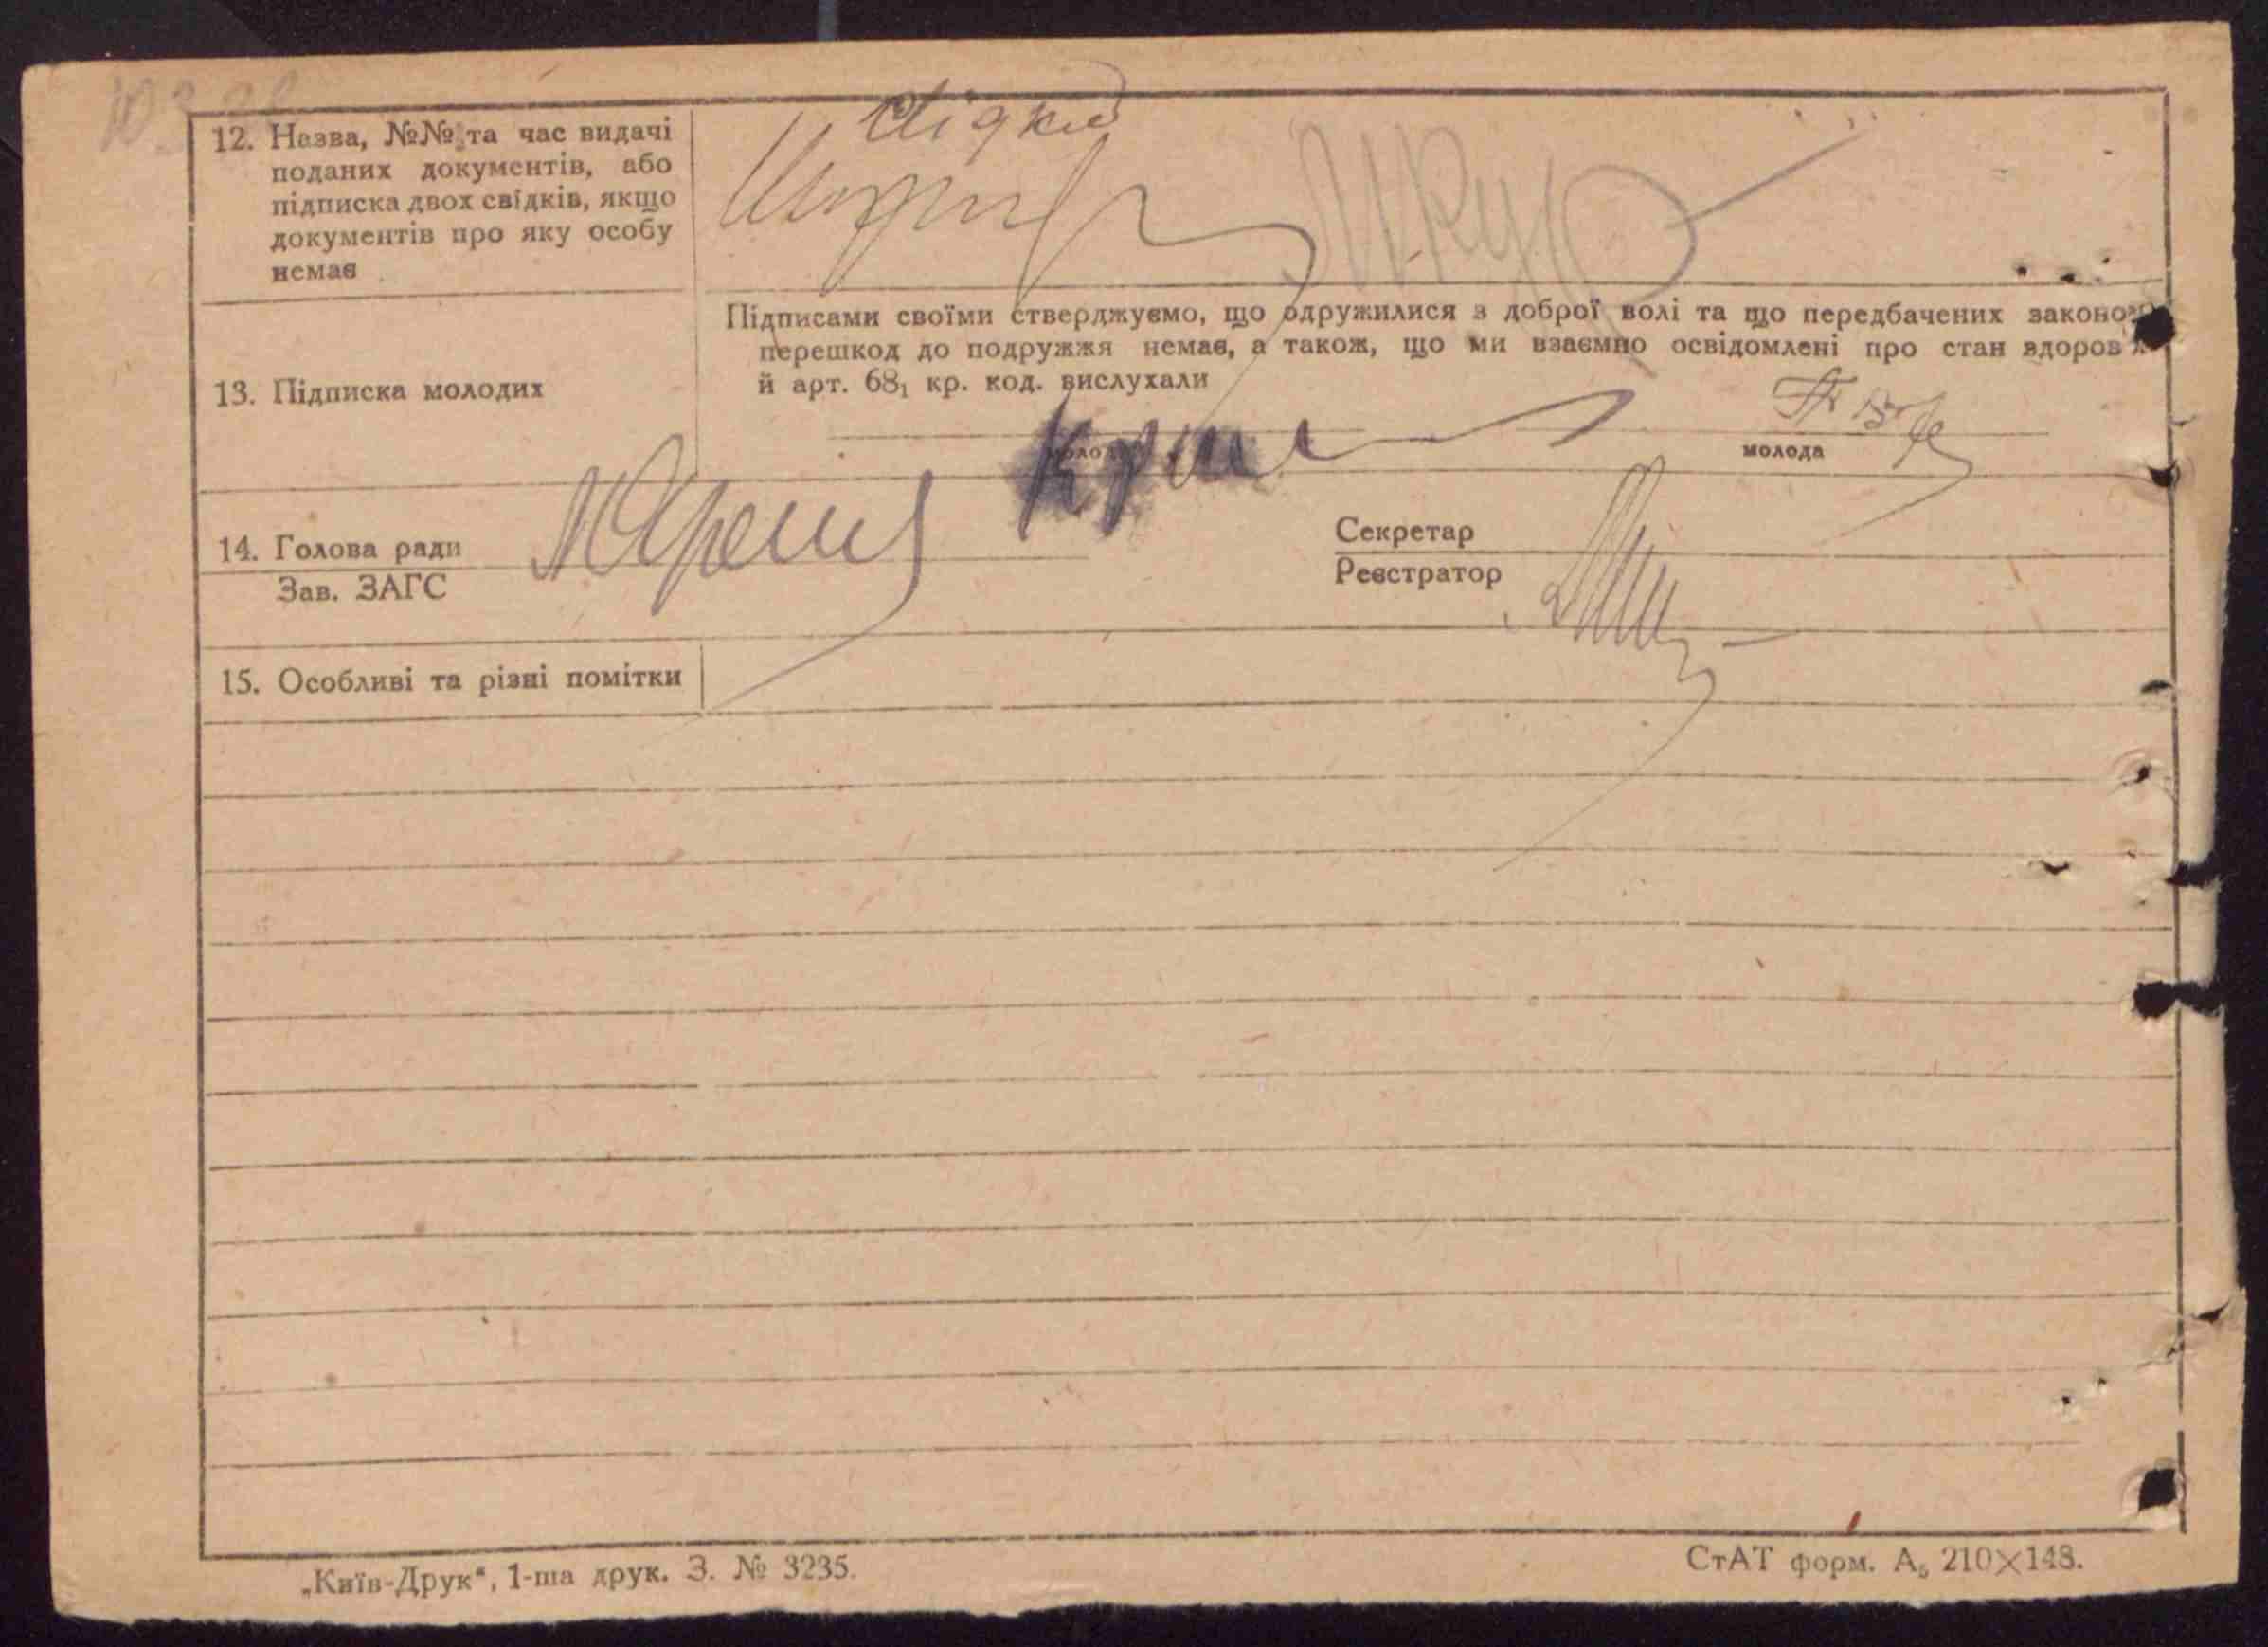 свідки
12. Назва, №№ та час видачі
поданих документів, або
підписка двох свідків, якщо
документів про яку особу
немає
Підписами своїми стверджуємо, що одружилися з доброї волі та що передбачених законом
перешкод до подружжя немає, а також, що ми взаємно освідомлені про стан здоров'я
й арт. 68₁ кр. код. вислухали
13. Підписка молодих
молода
14. Голова ради
Зав. ЗАГС
Секретар
Реєстратор
15. Особливі та різні помітки
„Київ-Друк“, 1-ша друк. З. № 3235.
СтАТ форм. А₅ 210×148.